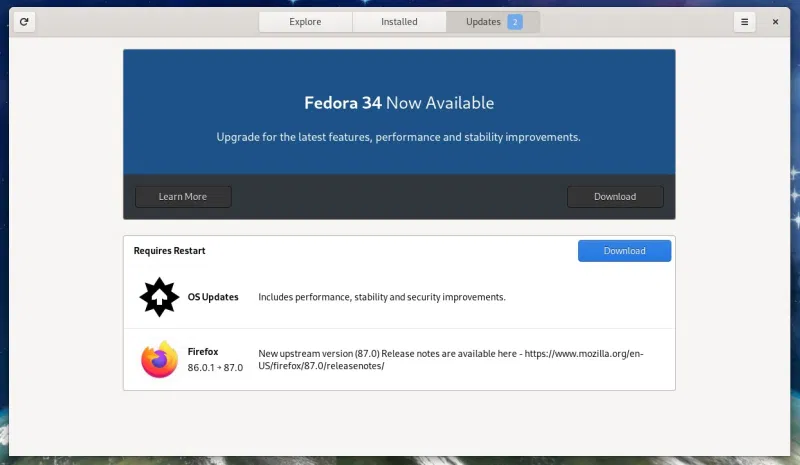 Explore Installed Updates 2
Fedora 34 Now Available
Upgrade for the latest features, performance and stability improvements.
Learn More Download
Requires Restart Download
OS Updates Includes performance, stability and security improvements.
Firefox
86.0.1 → 87.0
New upstream version (87.0) Release notes are available here - https://www.mozilla.org/en-
US/firefox/87.0/releasenotes/